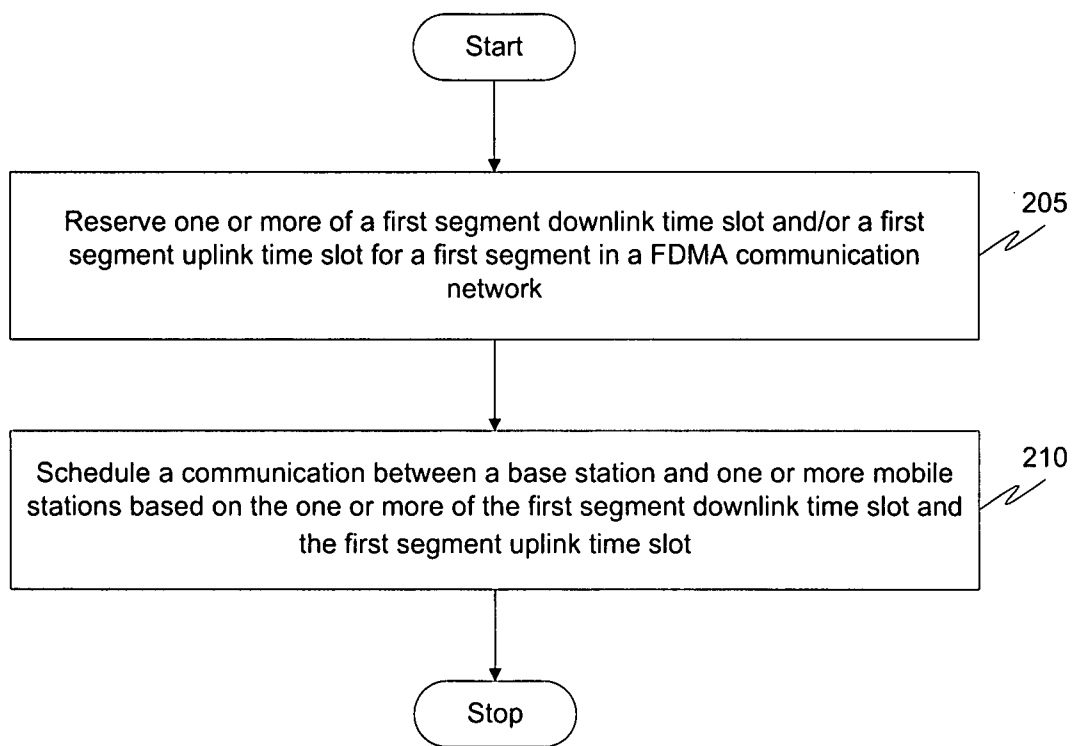 Start
Reserve one or more of a first segment downlink time slot and/or a first
segment uplink time slot for a first segment in a FDMA communication
network
205
Schedule a communication between a base station and one or more mobile
stations based on the one or more of the first segment downlink time slot and
the first segment uplink time slot
210
Stop